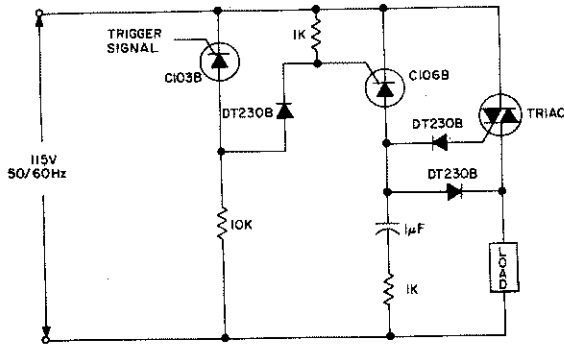 TRIGGER
SIGNAL
1K
C103B
C106B
DT230B
DT230B
TRIAC
DT230B
115V
50/60Hz
10K
1μF
1K
LOAD